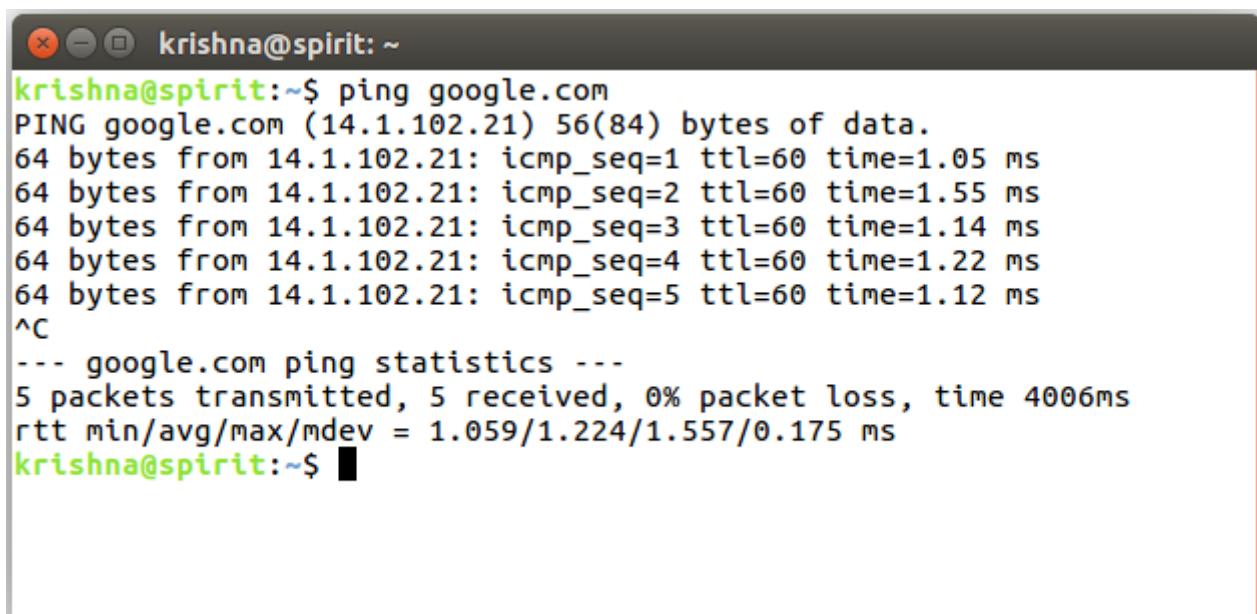 krishna@spirit: ~
krishna@spirit:~$ ping google.com
PING google.com (14.1.102.21) 56(84) bytes of data.
64 bytes from 14.1.102.21: icmp_seq=1 ttl=60 time=1.05 ms
64 bytes from 14.1.102.21: icmp_seq=2 ttl=60 time=1.55 ms
64 bytes from 14.1.102.21: icmp_seq=3 ttl=60 time=1.14 ms
64 bytes from 14.1.102.21: icmp_seq=4 ttl=60 time=1.22 ms
64 bytes from 14.1.102.21: icmp_seq=5 ttl=60 time=1.12 ms
^C
--- google.com ping statistics ---
5 packets transmitted, 5 received, 0% packet loss, time 4006ms
rtt min/avg/max/mdev = 1.059/1.224/1.557/0.175 ms
krishna@spirit:~$